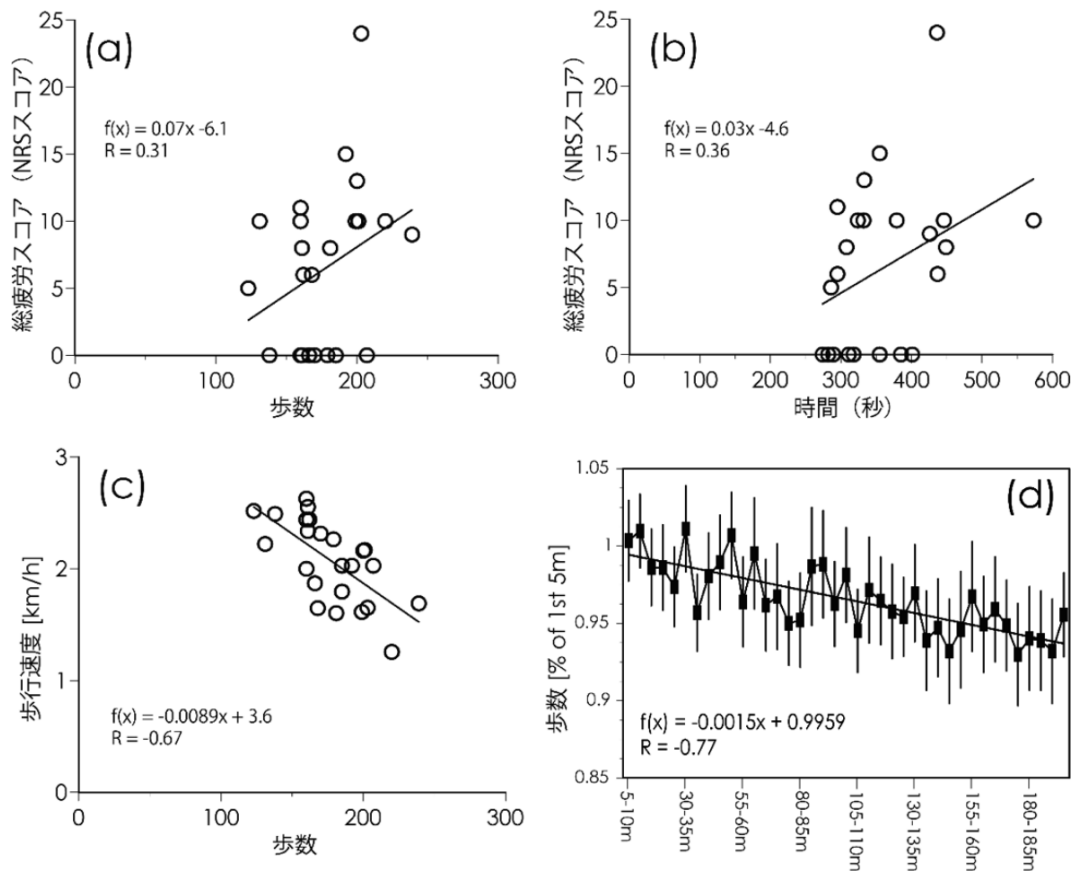 (a)
総疲労スコア（NRSスコア）
25
20
15
10
5
0
f(x) = 0.07x -6.1
R = 0.31
0 100 200 300
歩数
(b)
総疲労スコア（NRSスコア）
25
20
15
10
5
0
f(x) = 0.03x -4.6
R = 0.36
0 100 200 300 400 500 600
時間（秒）
(c)
歩行速度 [km/h]
3
2
1
0
f(x) = -0.0089x + 3.6
R = -0.67
0 100 200 300
歩数
(d)
歩数 [% of 1st 5m]
1.05
1
0.95
0.9
0.85
f(x) = -0.0015x + 0.9959
R = -0.77
5-10m
30-35m
55-60m
80-85m
105-110m
130-135m
155-160m
180-185m